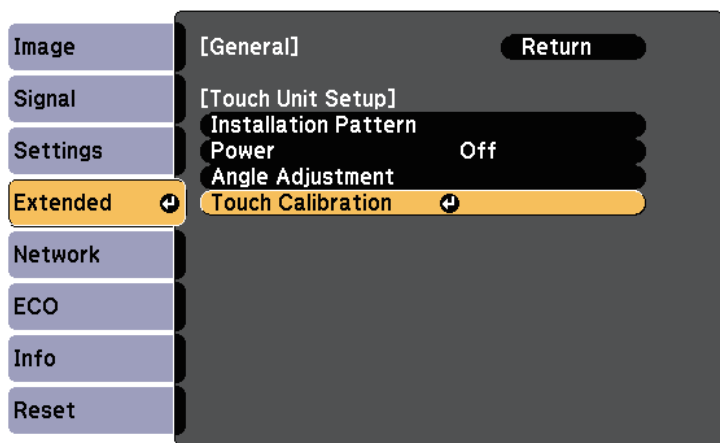 Image
Signal
Settings
Extended
Network
ECO
Info
Reset
[General] Return
[Touch Unit Setup]
Installation Pattern
Power Off
Angle Adjustment
Touch Calibration